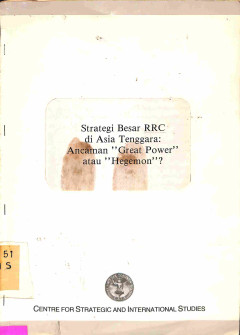 Strategi Besar RRC
di Asia Tenggara:
Ancaman "Great Power"
atau "Hegemon"?
51
i S
CENTRE FOR STRATEGIC AND INTERNATIONAL STUDIES